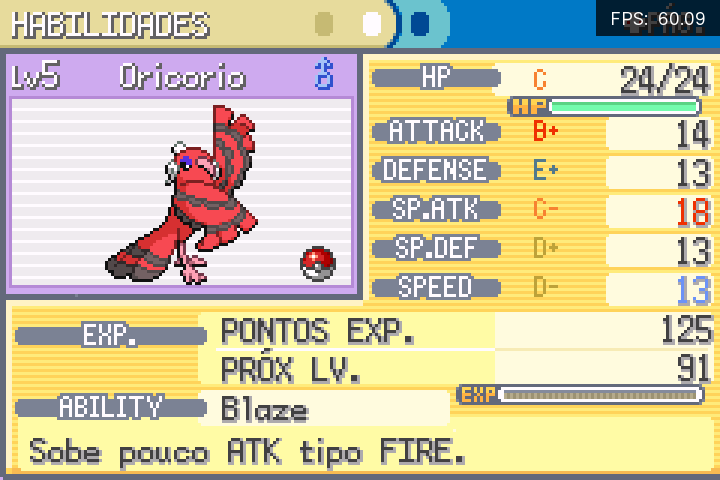 HABILIDADES
FPS: 60.09
Lv5 Oricorio ♂
HP C 24/24
HP
ATTACK B+ 14
DEFENSE E+ 13
SP.ATK C- 18
SP.DEF D+ 13
SPEED D- 13
EXP. PONTOS EXP. 125
PRÓX LV. 91
EXP
ABILITY Blaze
Sobe pouco ATK tipo FIRE.